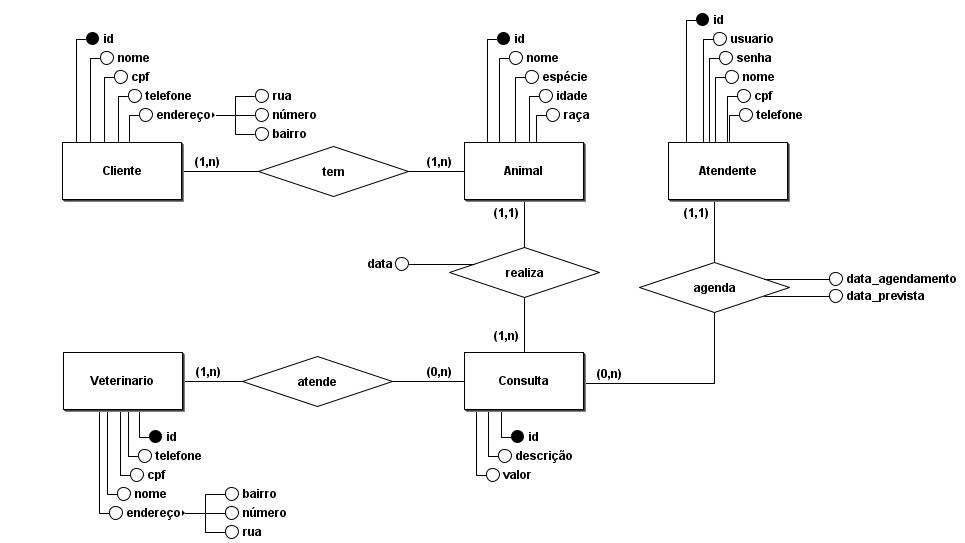 id
nome
cpf
telefone
endereço
rua
número
bairro
Cliente
(1,n)
tem
(1,n)
id
nome
espécie
idade
raça
Animal
id
usuario
senha
nome
cpf
telefone
Atendente
(1,1)
data
realiza
(1,n)
(1,1)
agenda
data_agendamento
data_prevista
(0,n)
Veterinario
(1,n)
atende
(0,n)
Consulta
id
telefone
cpf
nome
endereço
bairro
número
rua
id
descrição
valor